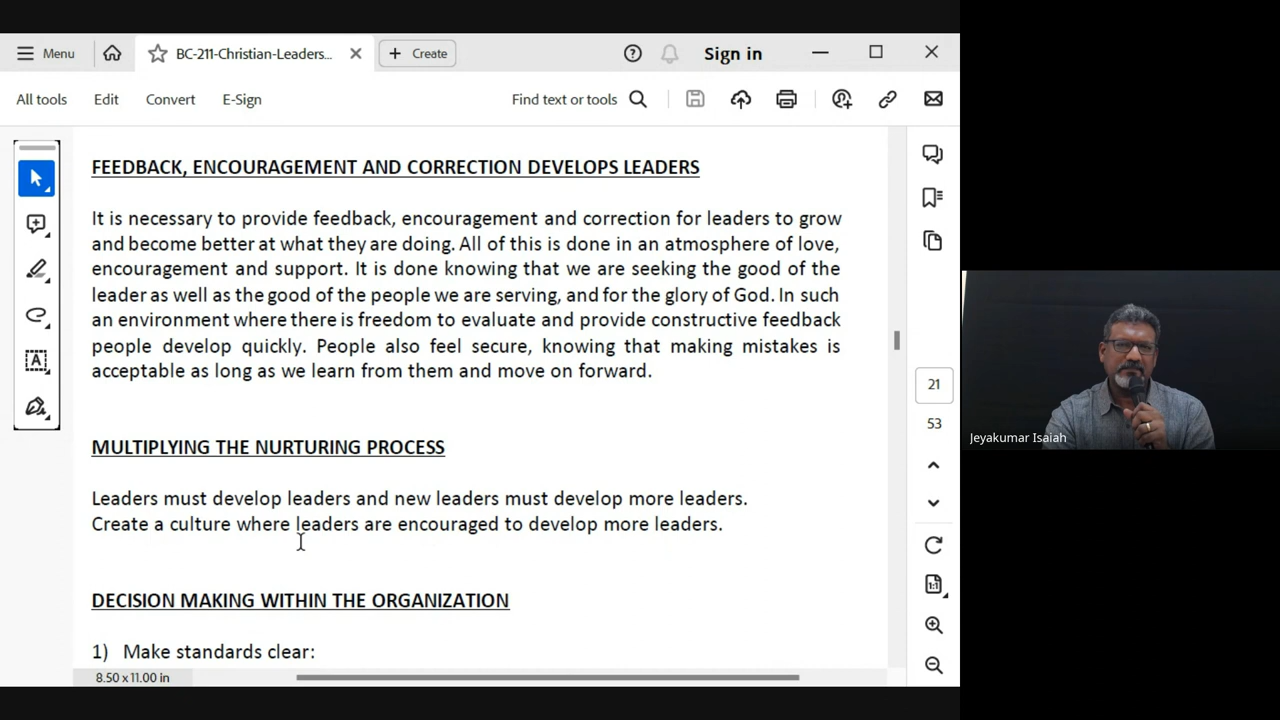 Menu
BC-211-Christian-Leaders...
Create
Sign in
All tools
Edit
Convert
E-Sign
Find text or tools
FEEDBACK, ENCOURAGEMENT AND CORRECTION DEVELOPS LEADERS
It is necessary to provide feedback, encouragement and correction for leaders to grow
and become better at what they are doing. All of this is done in an atmosphere of love,
encouragement and support. It is done knowing that we are seeking the good of the
leader as well as the good of the people we are serving, and for the glory of God. In such
an environment where there is freedom to evaluate and provide constructive feedback
people develop quickly. People also feel secure, knowing that making mistakes is
acceptable as long as we learn from them and move on forward.
MULTIPLYING THE NURTURING PROCESS
Leaders must develop leaders and new leaders must develop more leaders.
Create a culture where leaders are encouraged to develop more leaders.
DECISION MAKING WITHIN THE ORGANIZATION
1) Make standards clear:
8.50 x 11.00 in
21
53
1:1
Jeyakumar Isaiah